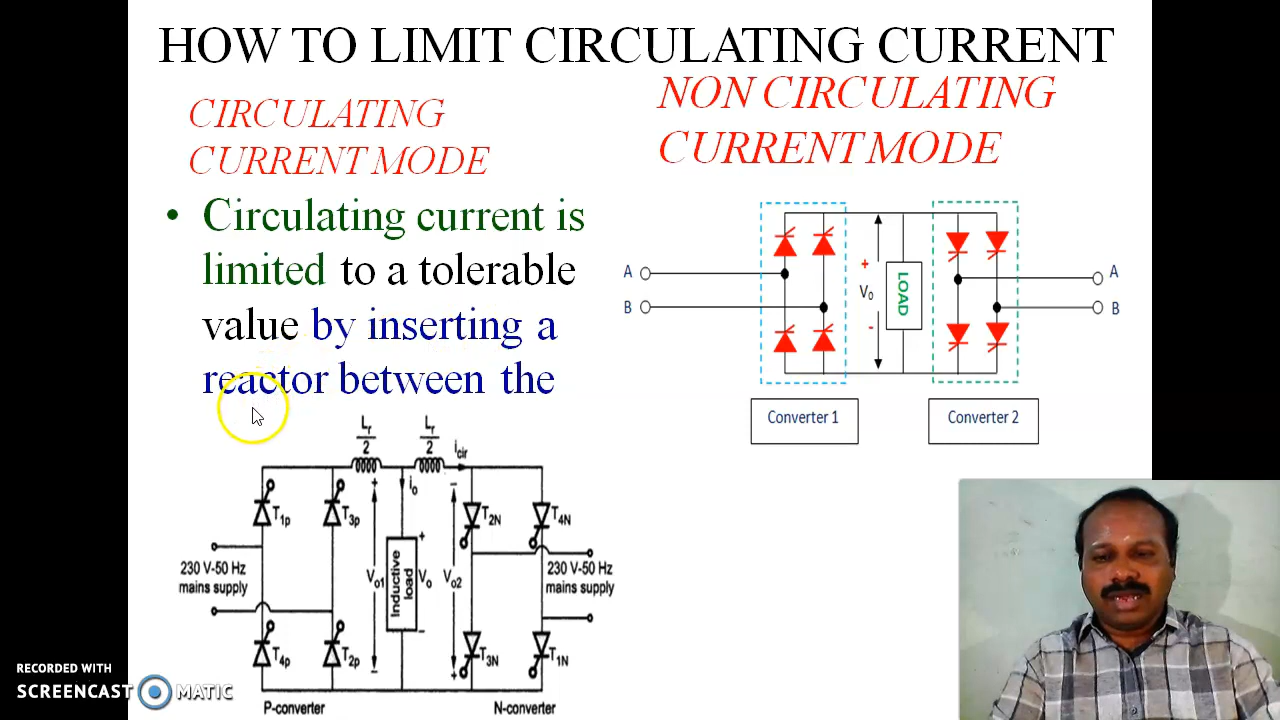 HOW TO LIMIT CIRCULATING CURRENT
CIRCULATING
CURRENT MODE
• Circulating current is
limited to a tolerable
value by inserting a
reactor between the
NON CIRCULATING
CURRENT MODE
A
B
+
V₀
-
LOAD
A
B
Converter 1
Converter 2
Lr/2
Lr/2
icir
io
T1p
T3p
T2N
T4N
230 V-50 Hz
mains supply
+
Vo1
-
Inductive
load
+
Vo
-
-
Vo2
+
230 V-50 Hz
mains supply
T4p
T2p
T3N
T1N
P-converter
N-converter
RECORDED WITH
SCREENCAST MATIC